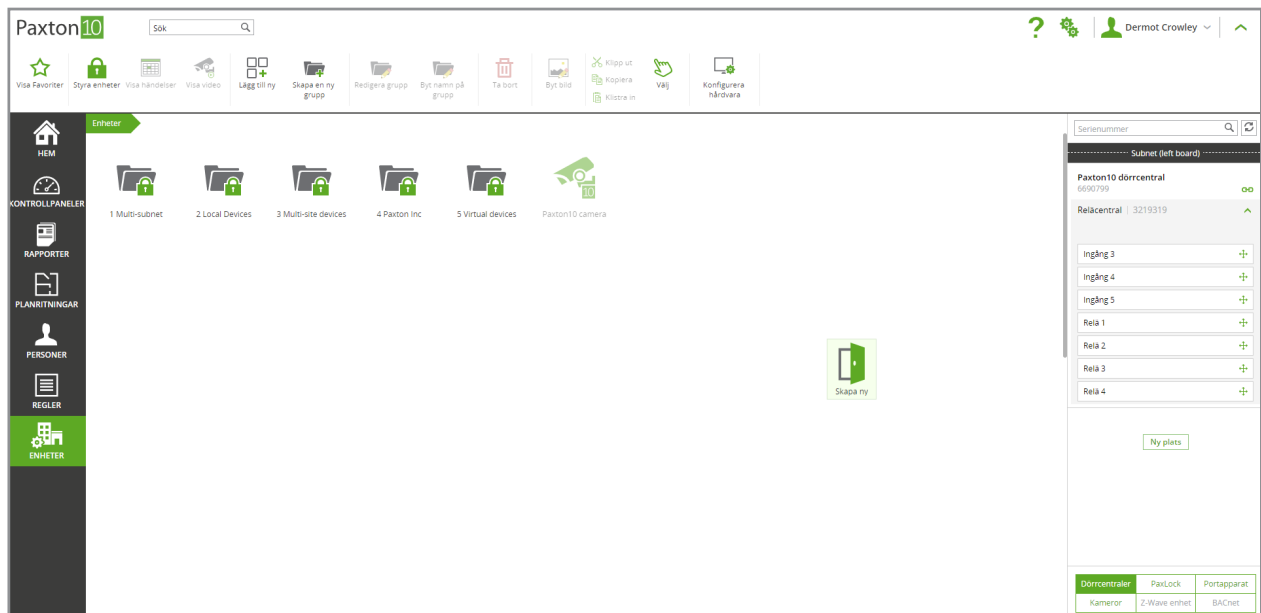 Paxton10
Sök
?
Dermot Crowley
Visa Favoriter
Styra enheter
Visa händelser
Visa video
Lägg till ny
Skapa en ny
grupp
Redigera grupp
Byt namn på
grupp
Ta bort
Byt bild
Klipp ut
Kopiera
Klistre in
Välj
Konfigurera
hårdvara
HEM
KONTROLLPANELER
RAPPORTER
PLANRITNINGAR
PERSONER
REGLER
ENHETER
Enheter
1 Multi-subnet
2 Local Devices
3 Multi-site devices
4 Paxton Inc
5 Virtual devices
10
Paxton10 camera
Skapa ny
Serienummer
Subnet (left board)
Paxton10 dörrcentral
6690799
Reläcentral | 3219319
Ingång 3
Ingång 4
Ingång 5
Relä 1
Relä 2
Relä 3
Relä 4
Ny plats
Dörrcentraler
PaxLock
Portapparat
Kameror
Z-Wave enhet
BACnet